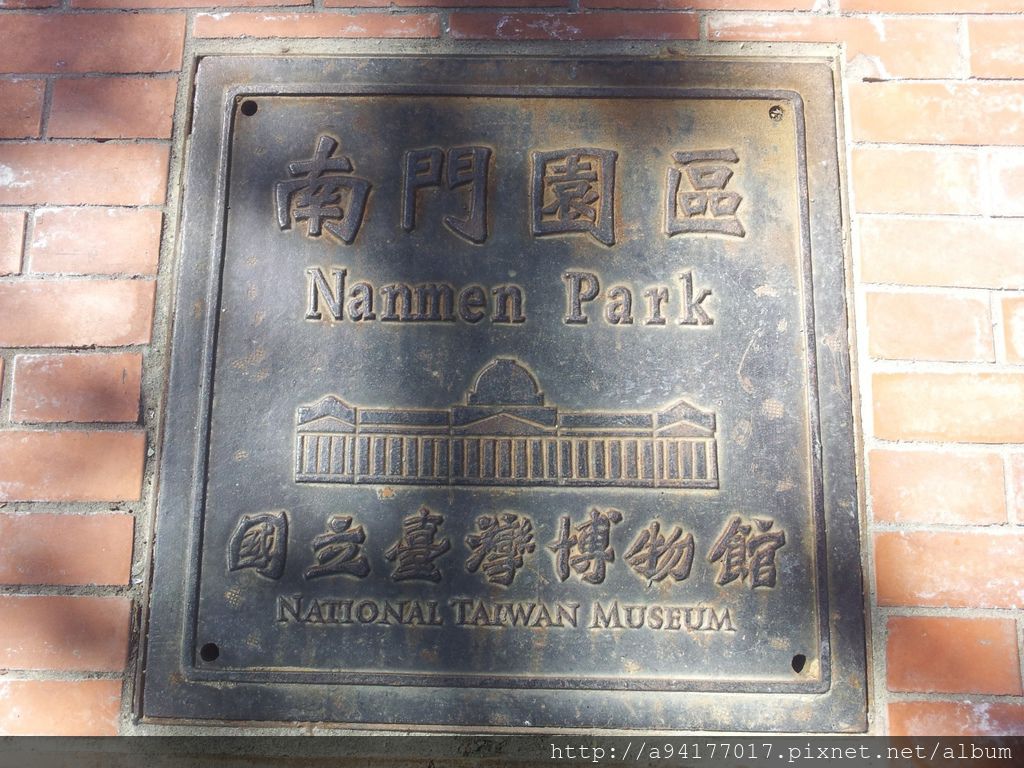 南門園區
Nanmen Park
國立臺灣博物館
NATIONAL TAIWAN MUSEUM
http://a94177017.pixnet.net/album